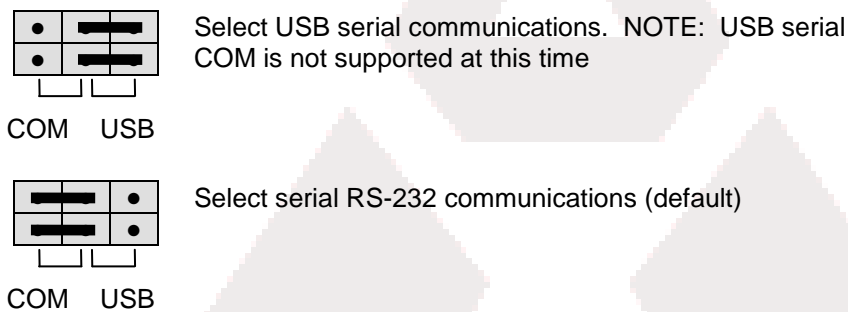 Select USB serial communications.  NOTE:  USB serial
COM is not supported at this time
COM USB
Select serial RS-232 communications (default)
COM USB